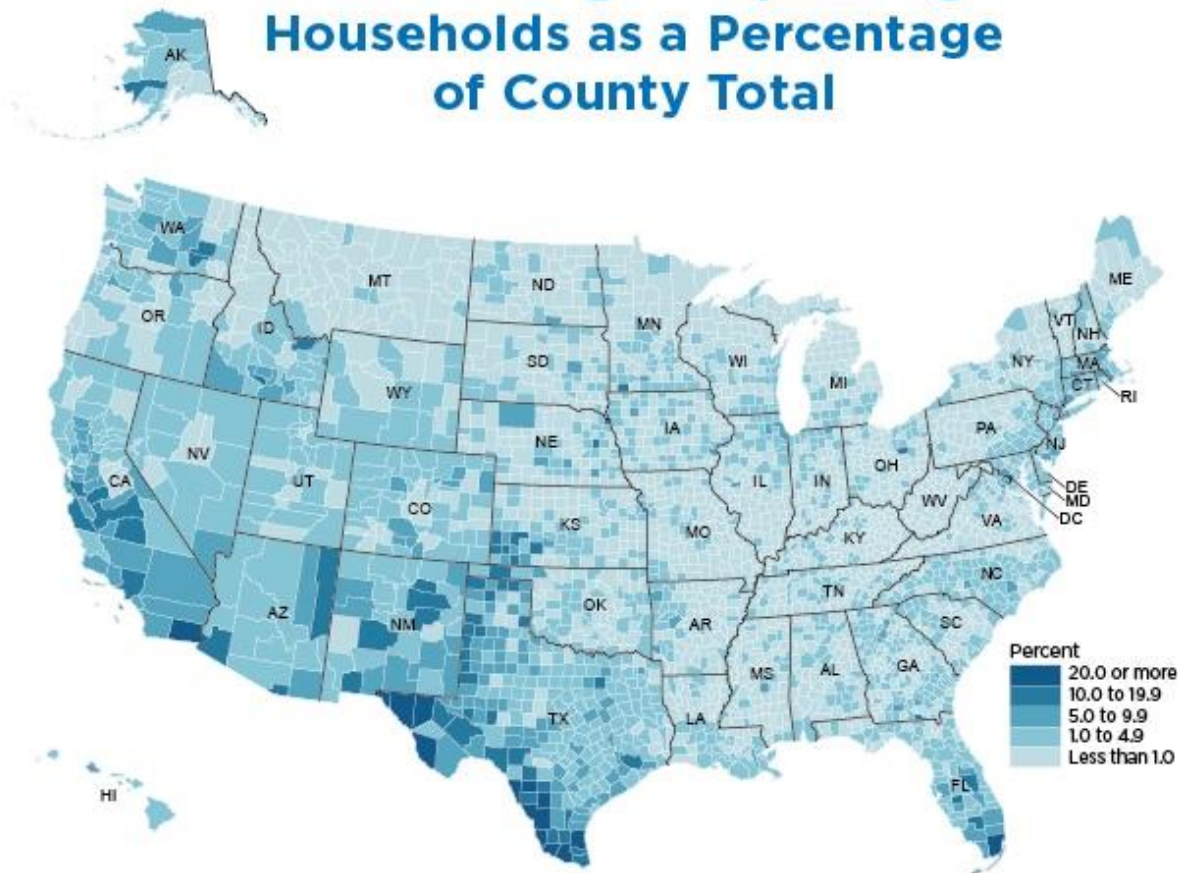 Households as a Percentage
of County Total
AK
WA
MT
ND
MN
ME
OR
ID
SD
WI
VT
NH
NY
MA
CT
RI
WY
MI
IA
NE
PA
NJ
NV
UT
CA
CO
IL
IN
OH
DE
MD
DC
WV
VA
KS
MO
KY
NC
TN
AZ
NM
OK
AR
SC
MS
AL
GA
TX
LA
FL
HI
Percent
20.0 or more
10.0 to 19.9
5.0 to 9.9
1.0 to 4.9
Less than 1.0